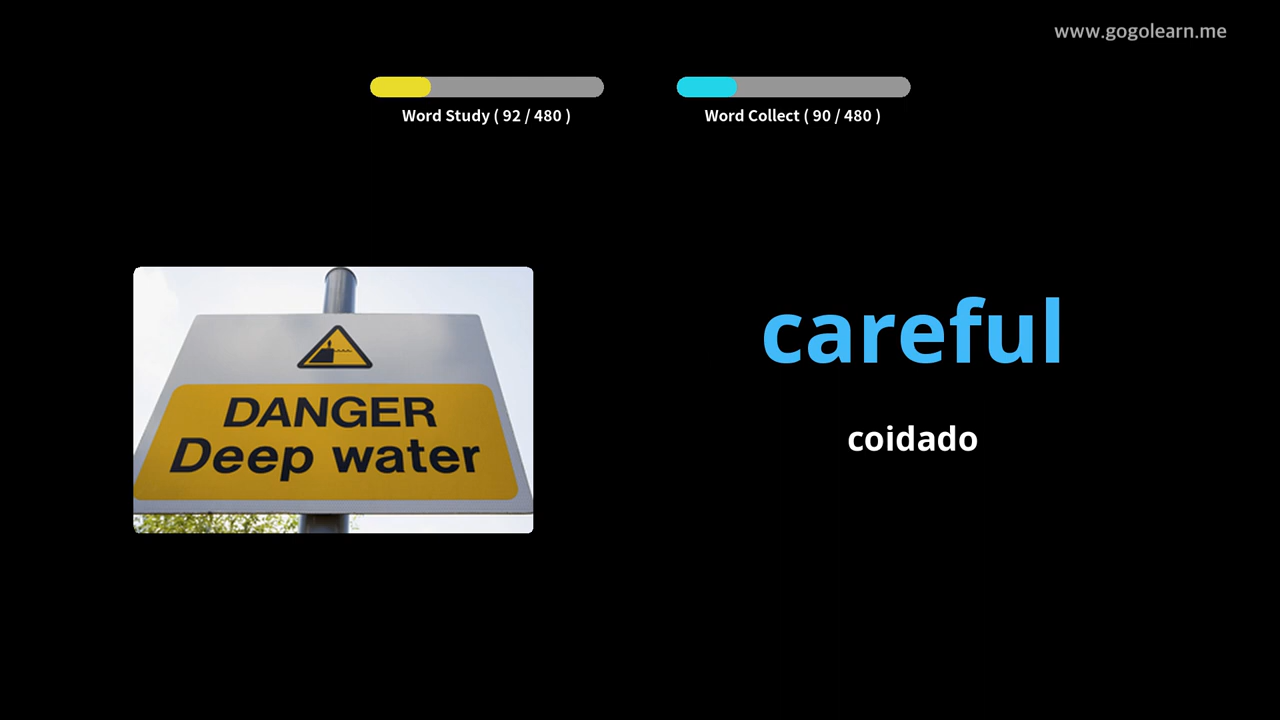 www.gogolearn.me
Word Study ( 92 / 480 )
Word Collect ( 90 / 480 )
DANGER
Deep water
careful
coidado